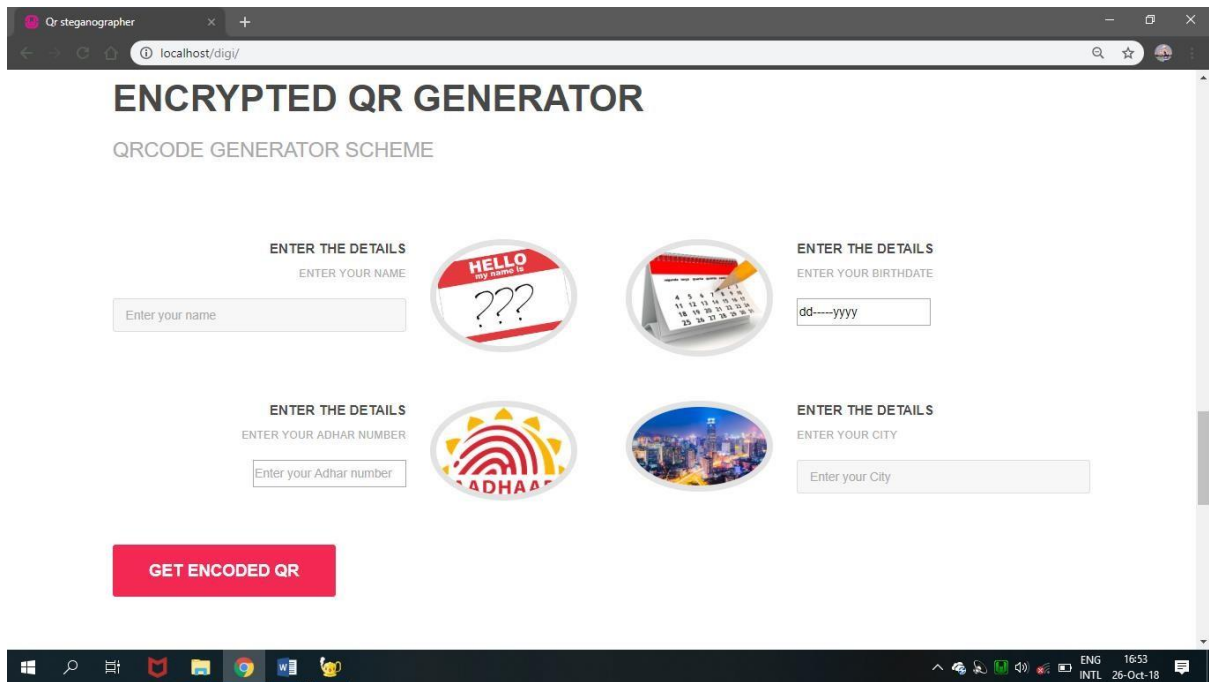 Qr steganographer
localhost/digi/
ENCRYPTED QR GENERATOR
QRCODE GENERATOR SCHEME
ENTER THE DETAILS
ENTER YOUR NAME
Enter your name
HELLO
my name is
???
ENTER THE DETAILS
ENTER YOUR BIRTHDATE
dd-----yyyy
ENTER THE DETAILS
ENTER YOUR ADHAR NUMBER
Enter your Adhar number
AADHAAR
ENTER THE DETAILS
ENTER YOUR CITY
Enter your City
GET ENCODED QR
ENG
INTL
16:53
26-Oct-18